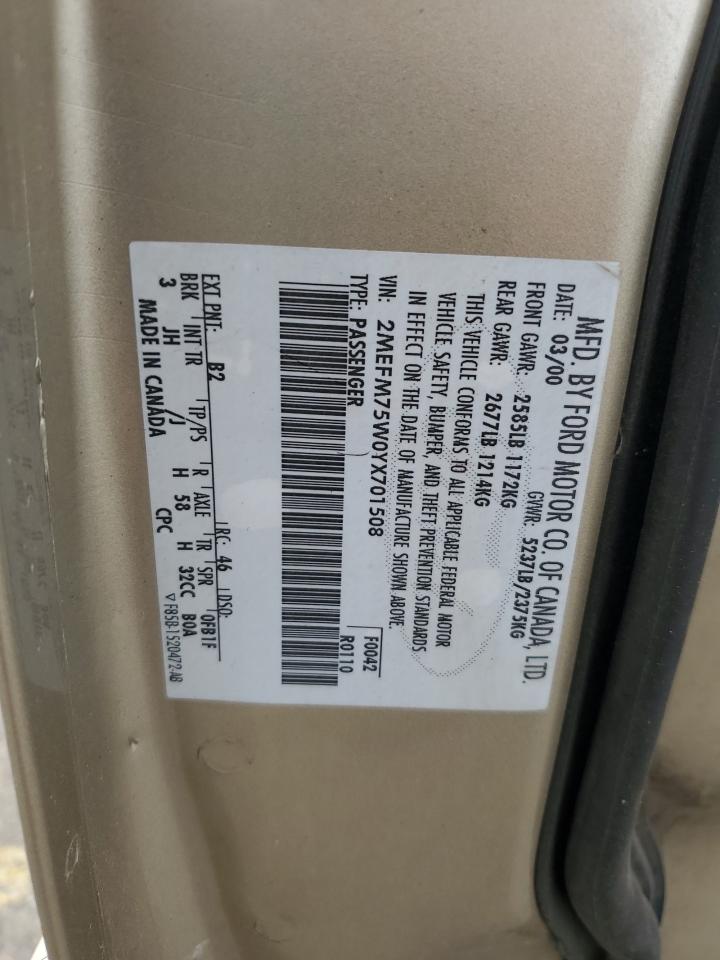 MFD. BY FORD MOTOR CO. OF CANADA, LTD.
DATE: 03/00 GVWR: 5237LB/2375KG
FRONT GAWR: 2585LB 1172KG
REAR GAWR: 2677LB 1214KG
THIS VEHICLE CONFORMS TO ALL APPLICABLE FEDERAL MOTOR
VEHICLE SAFETY, BUMPER, AND THEFT PREVENTION STANDARDS
IN EFFECT ON THE DATE OF MANUFACTURE SHOWN ABOVE.
VIN: 2MEFM75W0YX701508 F0042
TYPE: PASSENGER R0110
EXT PNT: B2 RC: 46 DSO: 0FB1F
BRK INT TR TP/PS R AXLE TR SPR
3 JH /J H 58 H 32CC B0A
MADE IN CANADA CPC ▽ F85B-1520472-AB